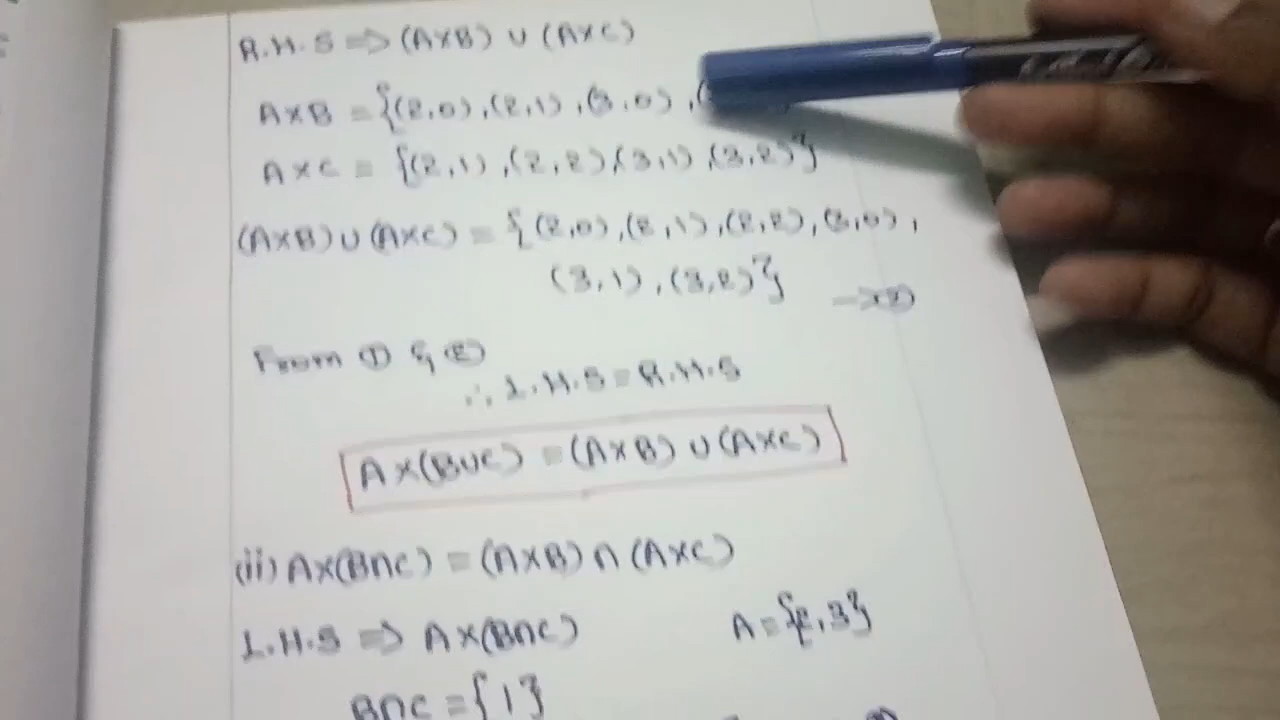 R.H.S ⇒ (A×B) ∪ (A×C)
A×B = {(2,0), (2,1), (3,0), (
A×C = {(2,1), (2,2), (3,1), (3,2)}
(A×B) ∪ (A×C) = {(2,0), (2,1), (2,2), (3,0),
(3,1), (3,2)} →②
From ① & ②
∴ L.H.S = R.H.S
A×(B∪C) = (A×B) ∪ (A×C)
(ii) A×(B∩C) = (A×B) ∩ (A×C)
L.H.S ⇒ A×(B∩C) A = {2,3}
B∩C = {1}